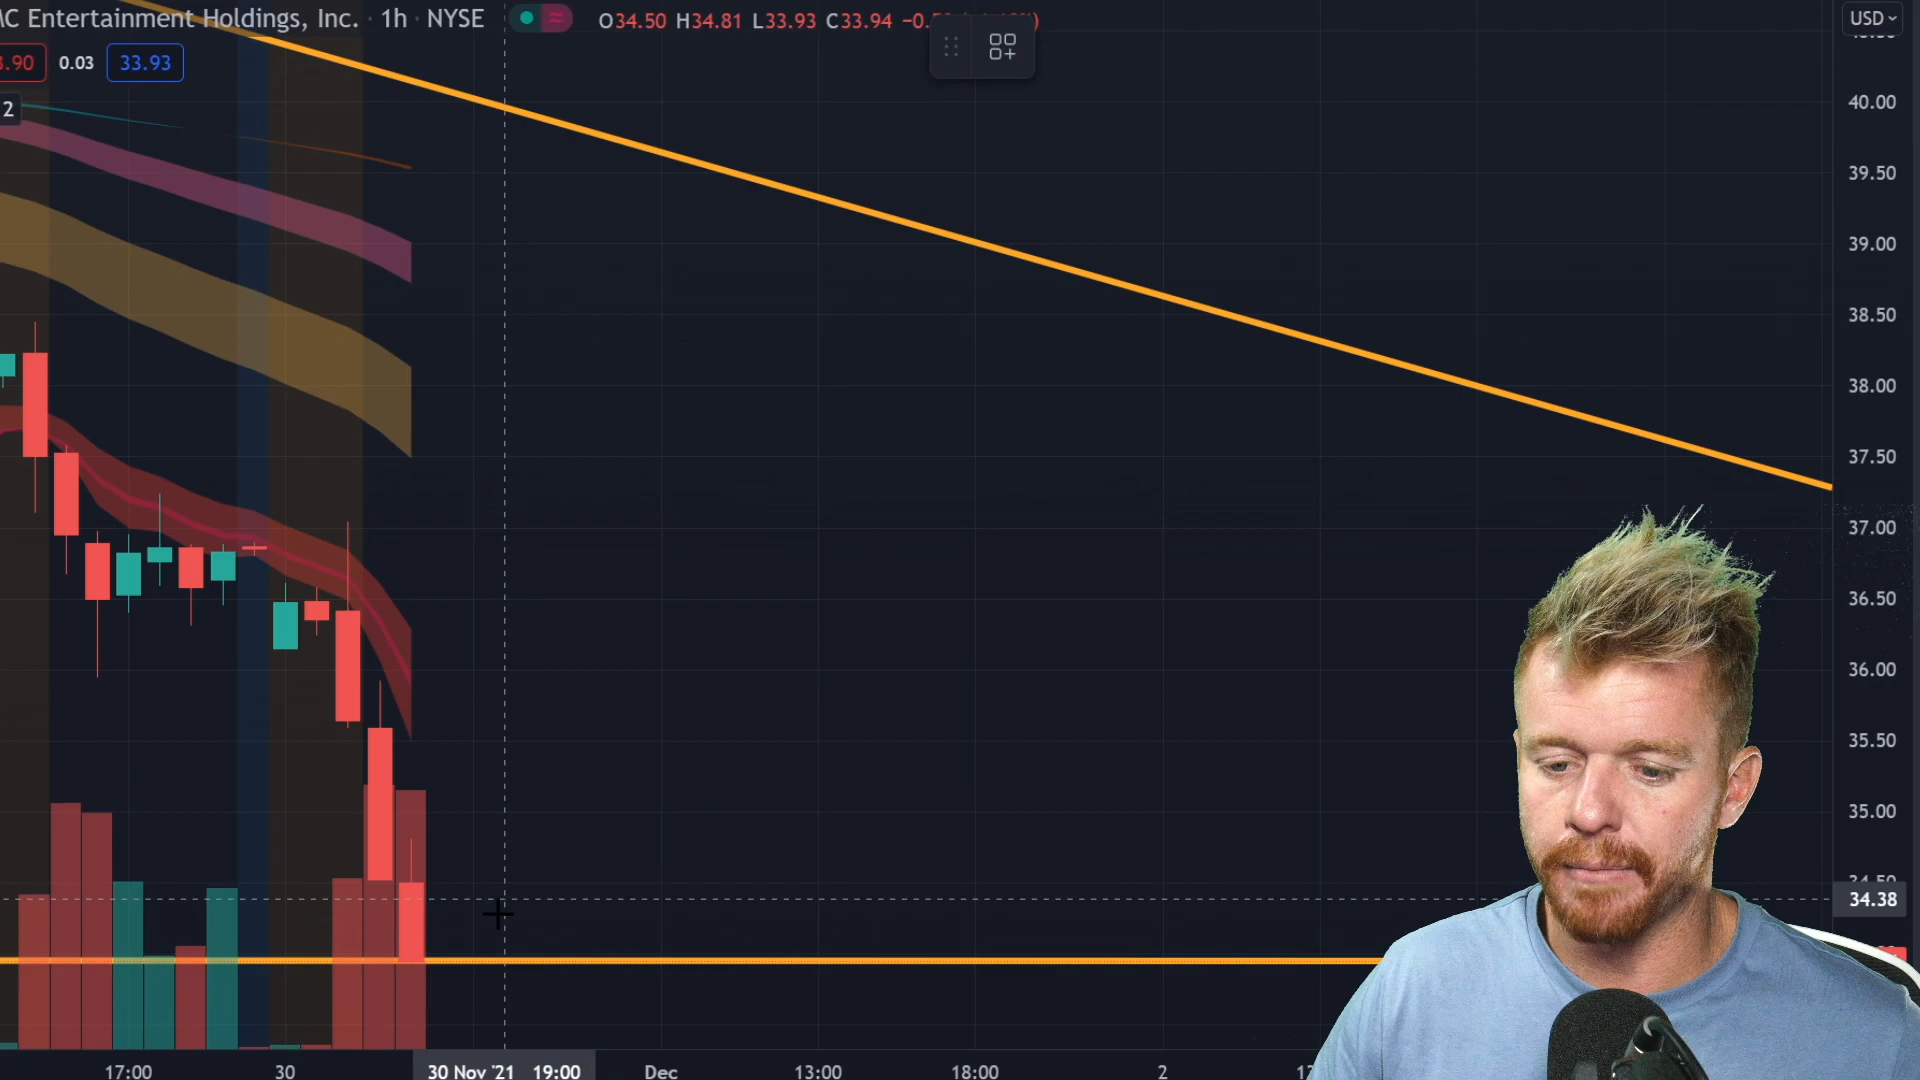 C Entertainment Holdings, Inc. · 1h · NYSE
O34.50 H34.81 L33.93 C33.94
USD
.90 0.03 33.93
2
40.00
39.50
39.00
38.50
38.00
37.50
37.00
36.50
36.00
35.50
35.00
34.50
34.38
17:00 30 30 Nov '21 19:00 Dec 13:00 18:00 2